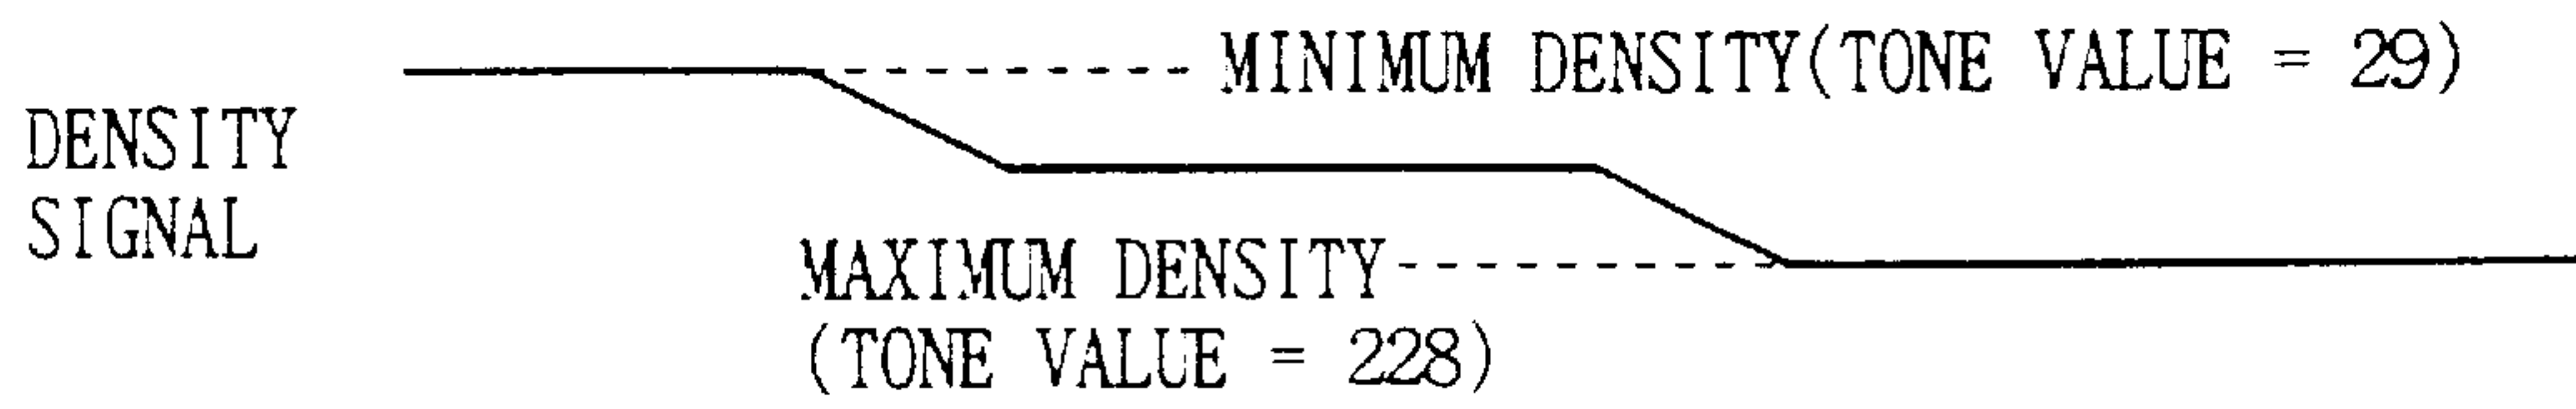 MINIMUM DENSITY(TONE VALUE = 29)
DENSITY
SIGNAL
MAXIMUM DENSITY
(TONE VALUE = 228)